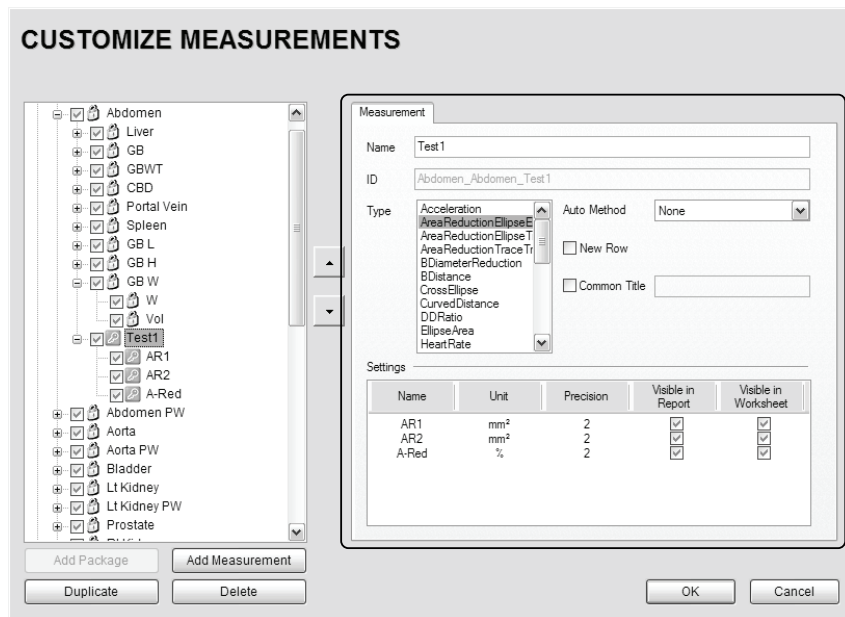 CUSTOMIZE MEASUREMENTS
Abdomen
Liver
GB
GBWT
CBD
Portal Vein
Spleen
GB L
GB H
GB W
W
Vol
Test1
AR1
AR2
A-Red
Abdomen PW
Aorta
Aorta PW
Bladder
Lt Kidney
Lt Kidney PW
Prostate
Add Package
Add Measurement
Duplicate
Delete
Measurement
Name Test1
ID Abdomen_Abdomen_Test1
Type
Acceleration
AreaReductionEllipseE
AreaReductionEllipseT
AreaReductionTraceTr
BDiameterReduction
BDistance
CrossEllipse
CurvedDistance
DDRatio
EllipseArea
HeartRate
Auto Method None
New Row
Common Title
Settings
Name Unit Precision Visible in Report Visible in Worksheet
AR1 mm² 2
AR2 mm² 2
A-Red % 2
OK
Cancel